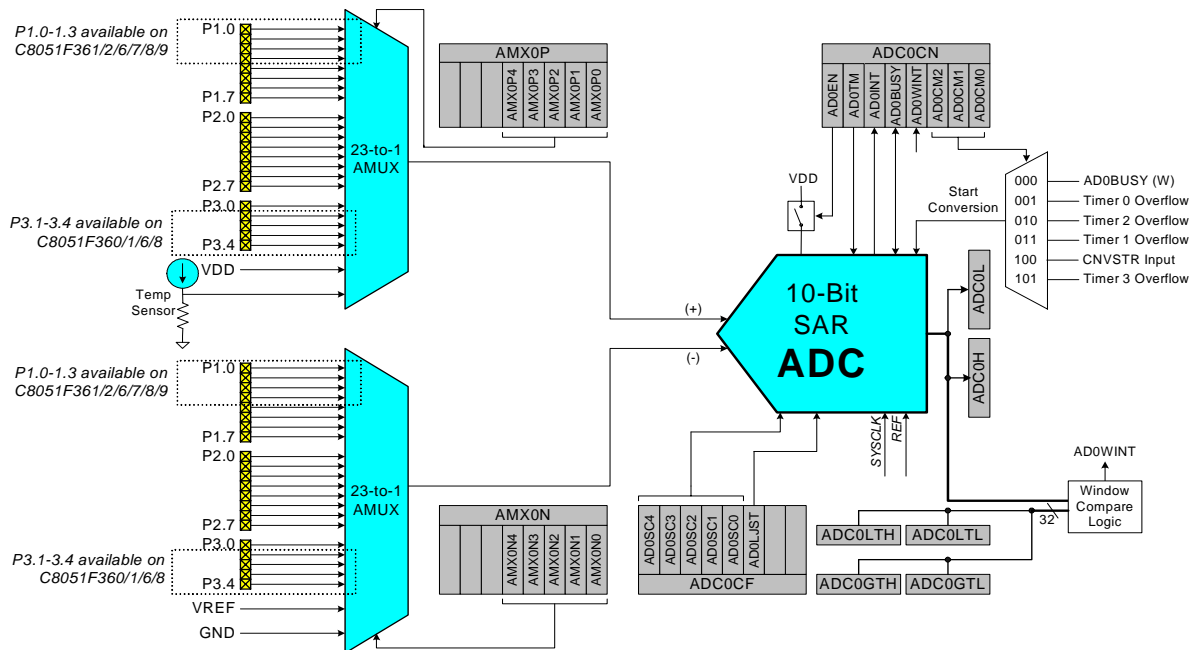 P1.0-1.3 available on
C8051F361/2/6/7/8/9
P1.0
P1.7
P2.0
P2.7
P3.0
P3.4
P3.1-3.4 available on
C8051F360/1/6/8
VDD
Temp
Sensor
23-to-1
AMUX
AMX0P
AMX0P4
AMX0P3
AMX0P2
AMX0P1
AMX0P0
ADC0CN
AD0EN
AD0TM
AD0INT
AD0BUSY
AD0WINT
AD0CM2
AD0CM1
AD0CM0
VDD
Start
Conversion
000
001
010
011
100
101
AD0BUSY (W)
Timer 0 Overflow
Timer 2 Overflow
Timer 1 Overflow
CNVSTR Input
Timer 3 Overflow
(+)
(-)
10-Bit
SAR
ADC
ADC0L
ADC0H
SYSCLK
REF
P1.0-1.3 available on
C8051F361/2/6/7/8/9
P1.0
P1.7
P2.0
P2.7
P3.0
P3.4
P3.1-3.4 available on
C8051F360/1/6/8
VREF
GND
23-to-1
AMUX
AMX0N
AMX0N4
AMX0N3
AMX0N2
AMX0N1
AMX0N0
AD0SC4
AD0SC3
AD0SC2
AD0SC1
AD0SC0
AD0LJST
ADC0CF
AD0WINT
Window
Compare
Logic
32
ADC0LTH
ADC0LTL
ADC0GTH
ADC0GTL